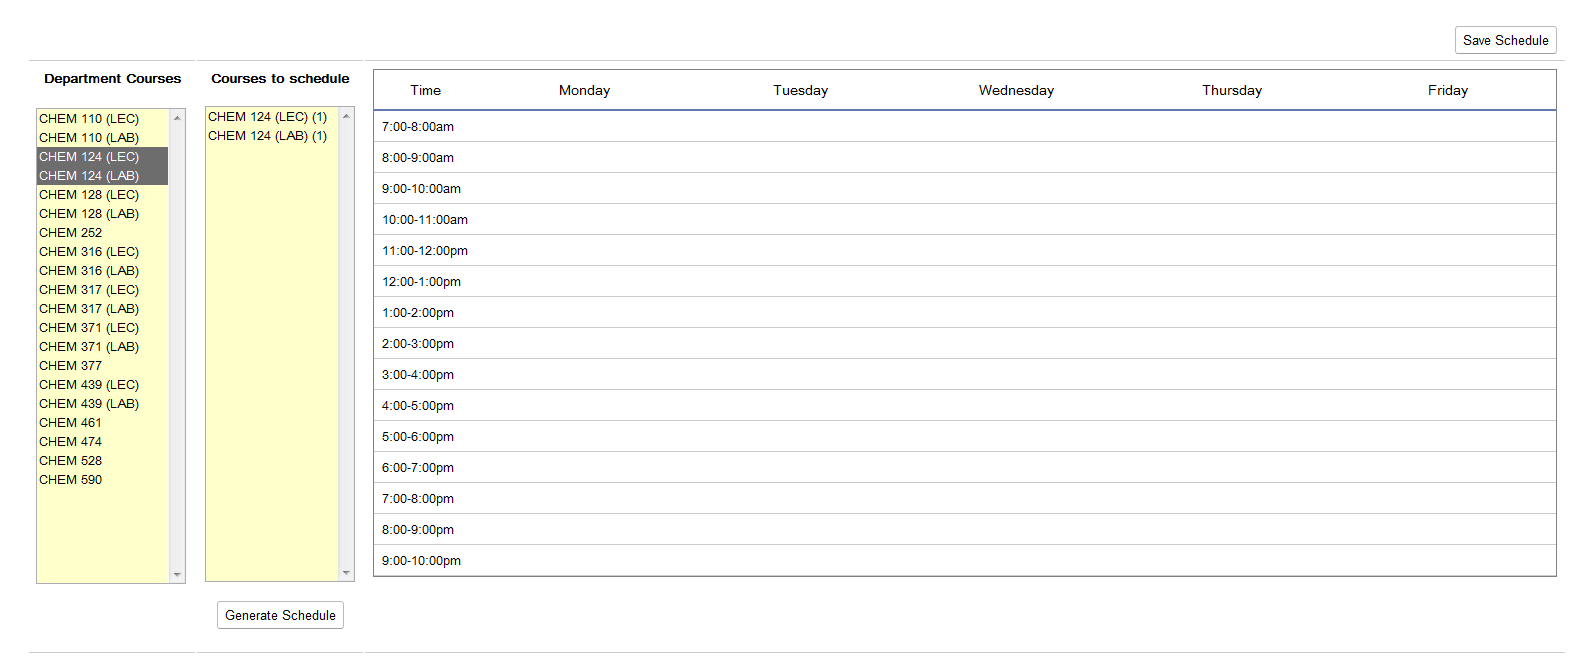 Save Schedule
Department Courses
CHEM 110 (LEC)
CHEM 110 (LAB)
CHEM 124 (LEC)
CHEM 124 (LAB)
CHEM 128 (LEC)
CHEM 128 (LAB)
CHEM 252
CHEM 316 (LEC)
CHEM 316 (LAB)
CHEM 317 (LEC)
CHEM 317 (LAB)
CHEM 371 (LEC)
CHEM 371 (LAB)
CHEM 377
CHEM 439 (LEC)
CHEM 439 (LAB)
CHEM 461
CHEM 474
CHEM 528
CHEM 590
Courses to schedule
CHEM 124 (LEC) (1)
CHEM 124 (LAB) (1)
Generate Schedule
Time Monday Tuesday Wednesday Thursday Friday
7:00-8:00am
8:00-9:00am
9:00-10:00am
10:00-11:00am
11:00-12:00pm
12:00-1:00pm
1:00-2:00pm
2:00-3:00pm
3:00-4:00pm
4:00-5:00pm
5:00-6:00pm
6:00-7:00pm
7:00-8:00pm
8:00-9:00pm
9:00-10:00pm